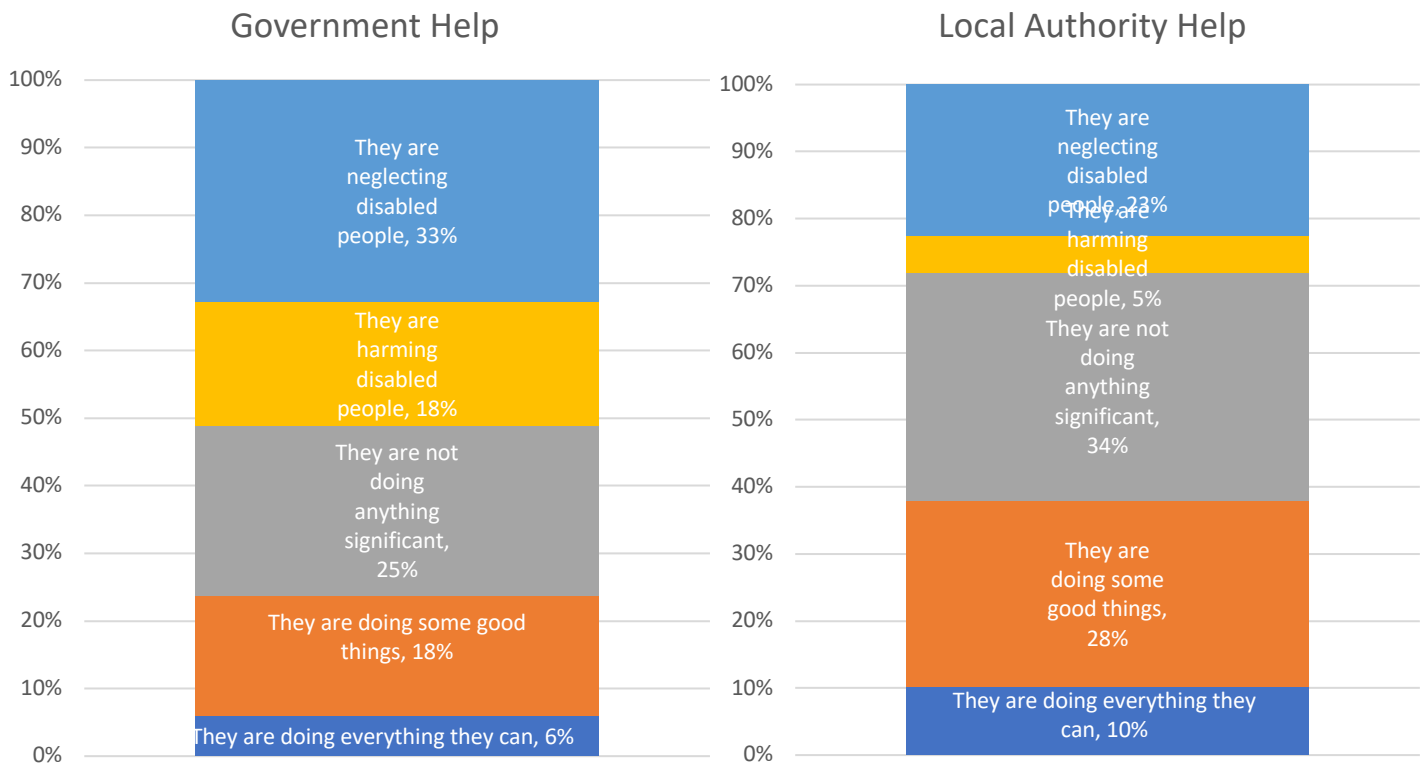 Government Help
100%
90%
80%
70%
60%
50%
40%
30%
20%
10%
0%
They are
neglecting
disabled
people, 33%
They are
harming
disabled
people, 18%
They are not
doing
anything
significant,
25%
They are doing some good
things, 18%
They are doing everything they can, 6%
Local Authority Help
100%
90%
80%
70%
60%
50%
40%
30%
20%
10%
0%
They are
neglecting
disabled
people, 23%
They are
harming
disabled
people, 5%
They are not
doing
anything
significant,
34%
They are
doing some
good things,
28%
They are doing everything they
can, 10%